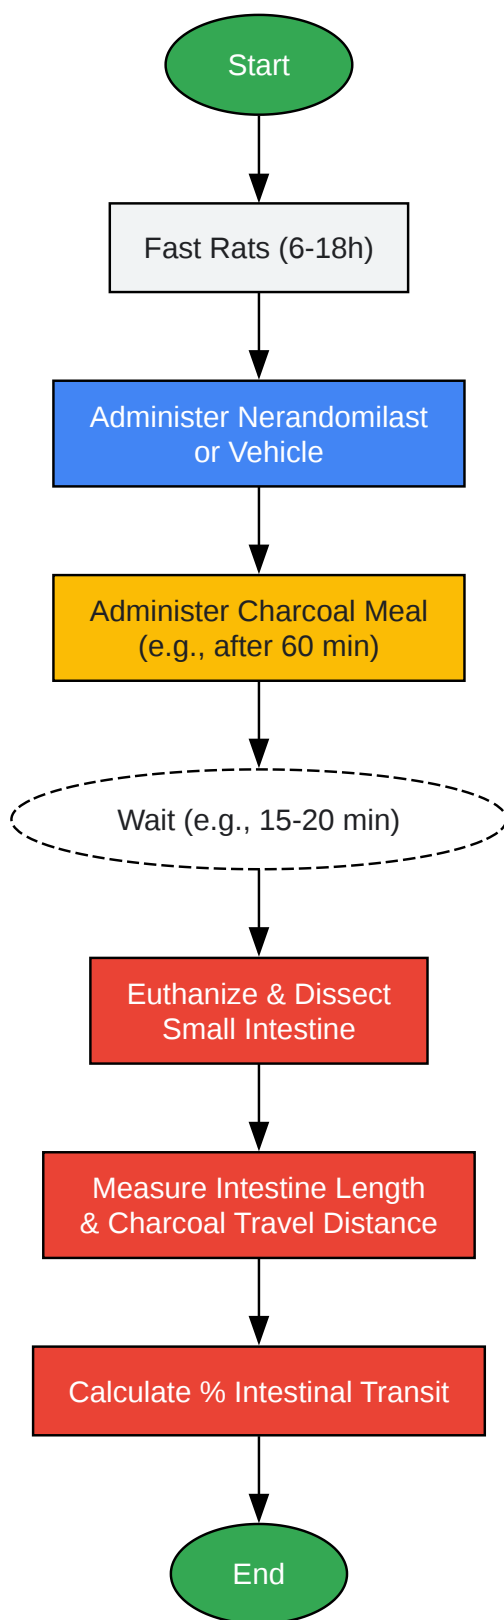 Start
Fast Rats (6-18h)
Administer Nerandomilast
or Vehicle
Administer Charcoal Meal
(e.g., after 60 min)
Wait (e.g., 15-20 min)
Euthanize & Dissect
Small Intestine
Measure Intestine Length
& Charcoal Travel Distance
Calculate % Intestinal Transit
End